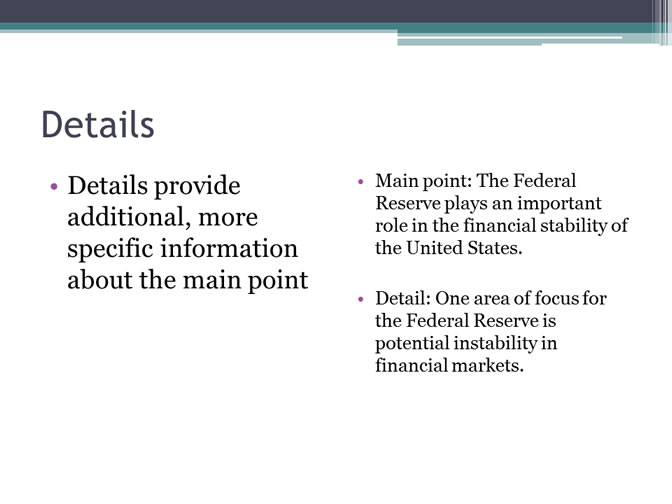 Details
• Details provide
additional, more
specific information
about the main point
• Main point: The Federal
Reserve plays an important
role in the financial stability of
the United States.
• Detail: One area of focus for
the Federal Reserve is
potential instability in
financial markets.